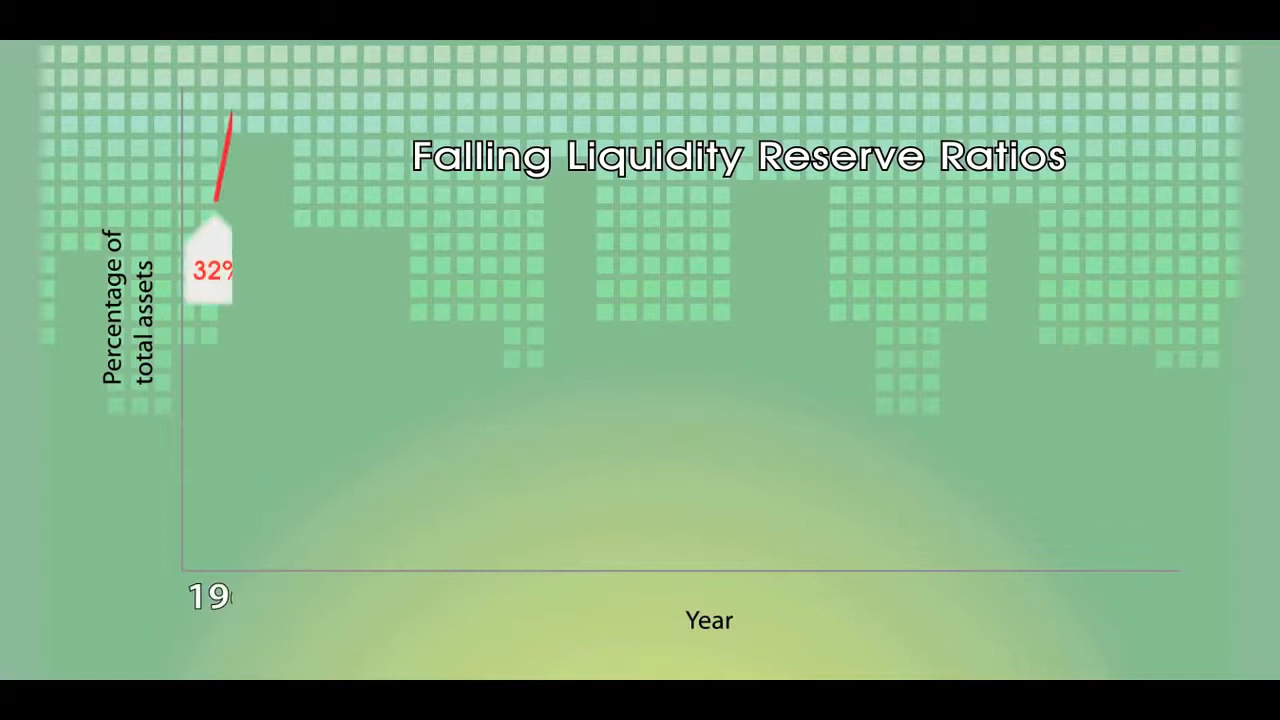 Falling Liquidity Reserve Ratios
Percentage of
total assets
32%
19
Year